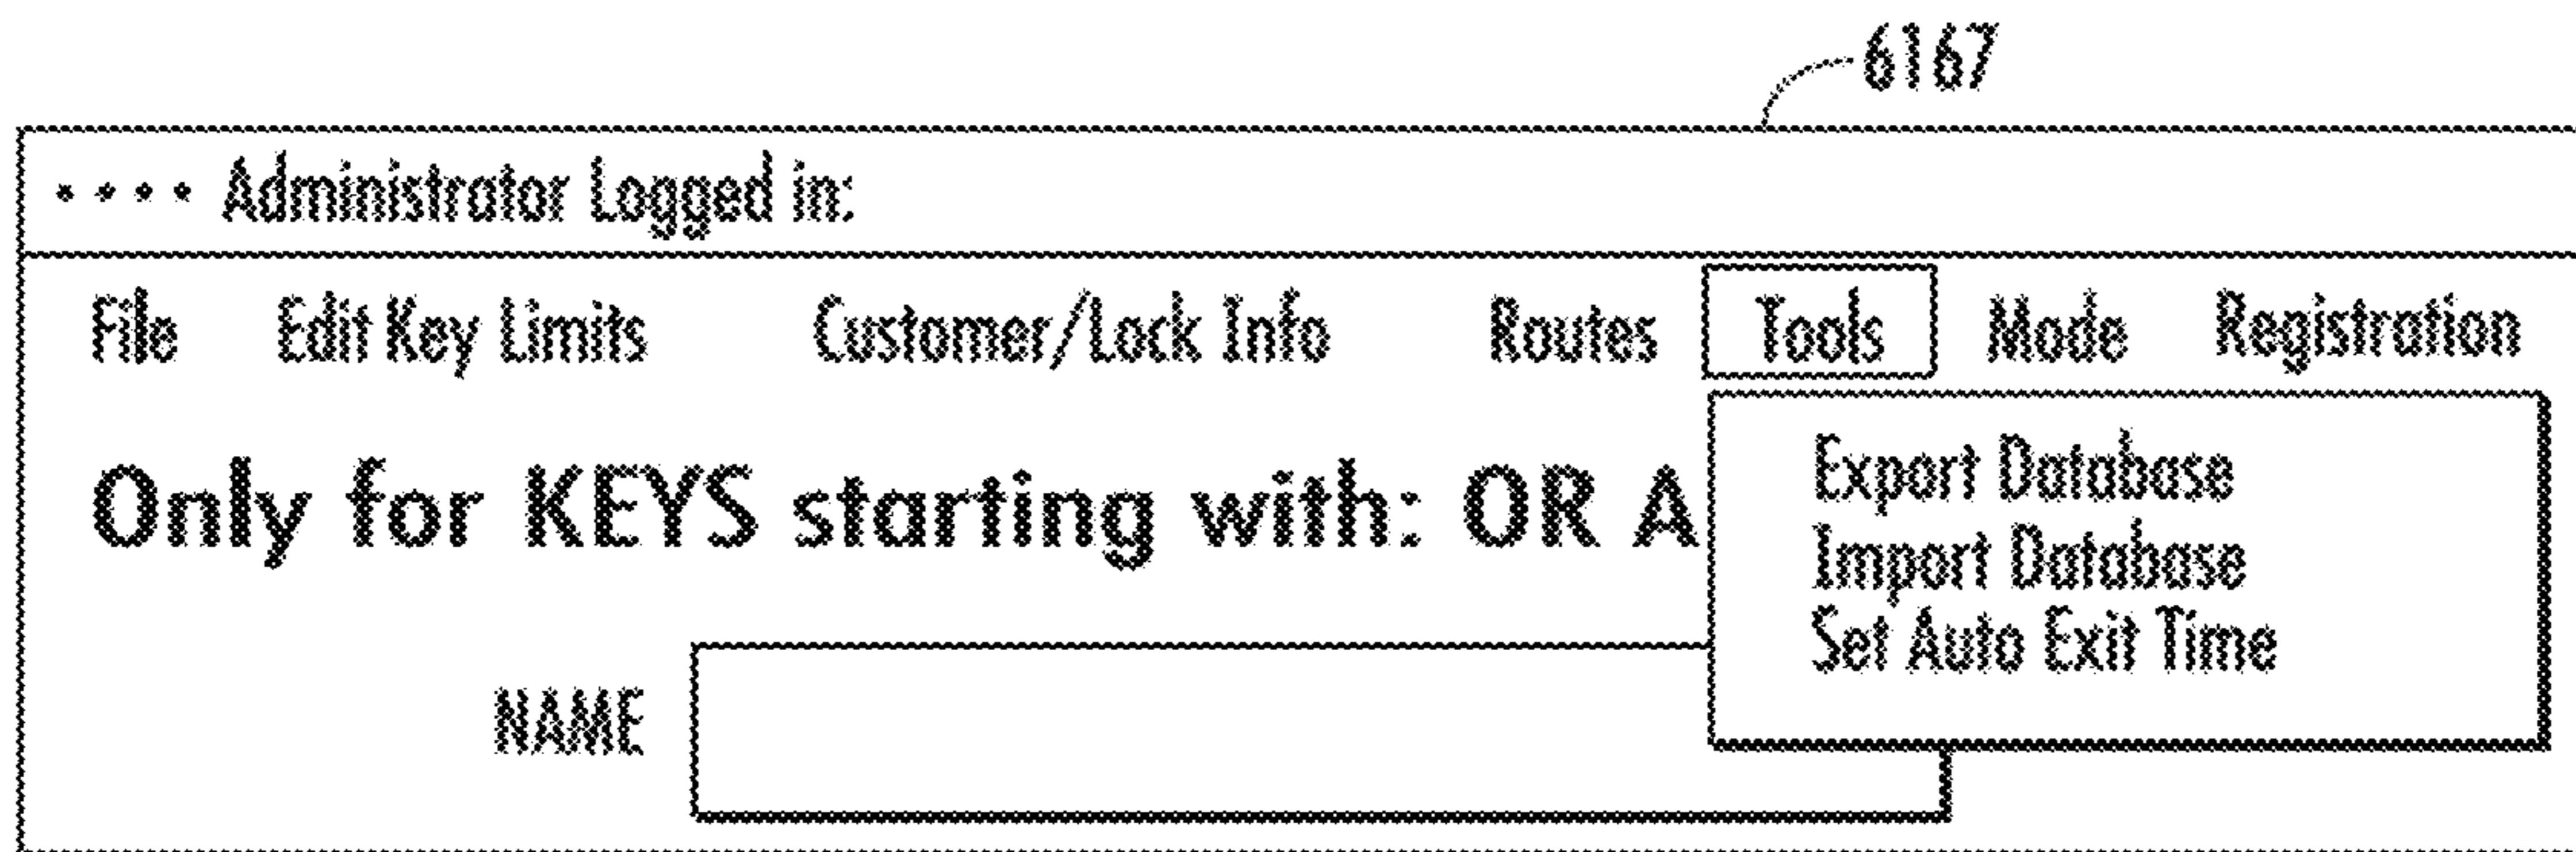 6167
···· Administrator Logged in:
File Edit Key Limits Customer/Lock Info Routes Tools Mode Registration
Only for KEYS starting with: OR A
Export Database
Import Database
Set Auto Exit Time
NAME